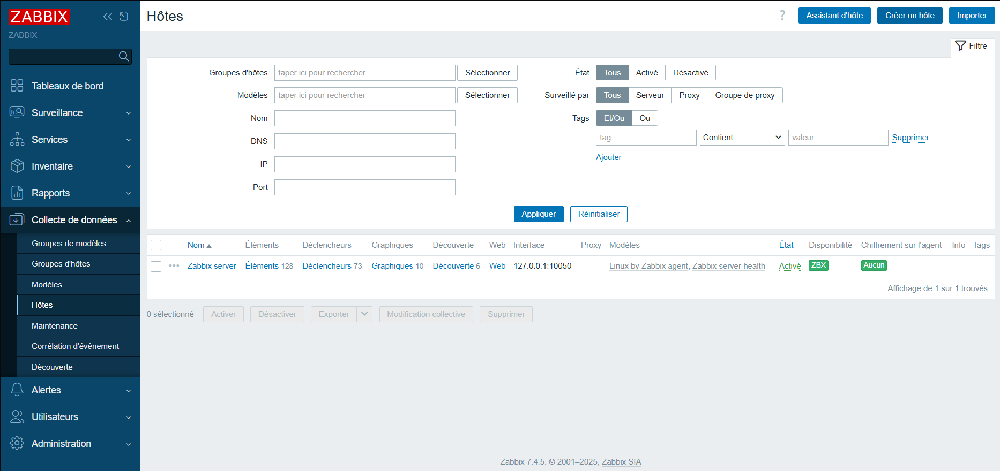 ZABBIX
ZABBIX
Tableaux de bord
Surveillance
Services
Inventaire
Rapports
Collecte de données
Groupes de modèles
Groupes d'hôtes
Modèles
Hôtes
Maintenance
Corrélation d'événement
Découverte
Alertes
Utilisateurs
Administration
Hôtes
? Assistant d'hôte Créer un hôte Importer
Filtre
Groupes d'hôtes taper ici pour rechercher Sélectionner
Modèles taper ici pour rechercher Sélectionner
Nom
DNS
IP
Port
État Tous Activé Désactivé
Surveillé par Tous Serveur Proxy Groupe de proxy
Tags Et/Ou Ou
tag Contient valeur Supprimer
Ajouter
Appliquer Réinitialiser
Nom Éléments Déclencheurs Graphiques Découverte Web Interface Proxy Modèles État Disponibilité Chiffrement sur l'agent Info Tags
Zabbix server Éléments 128 Déclencheurs 73 Graphiques 10 Découverte 6 Web 127.0.0.1:10050 Linux by Zabbix agent, Zabbix server health Activé ZBX Aucun
Affichage de 1 sur 1 trouvés
0 sélectionné Activer Désactiver Exporter Modification collective Supprimer
Zabbix 7.4.5. © 2001–2025, Zabbix SIA